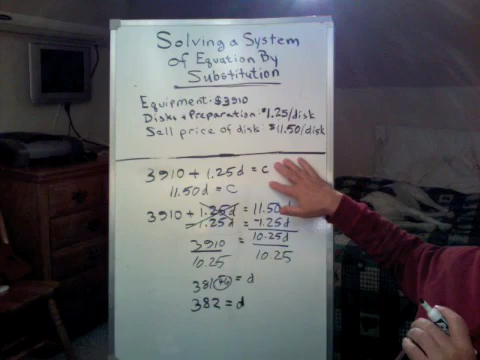 Solving a System
of Equation By
Substitution
Equipment - $3910
Disks + Preparation: $1.25/disk
Sell price of disk: $11.50/disk
3910 + 1.25d = C
11.50d = C
3910 + 1.25d = 11.50d
- 1.25d = -1.25d
3910 = 10.25d
10.25 10.25
= d
382 = d